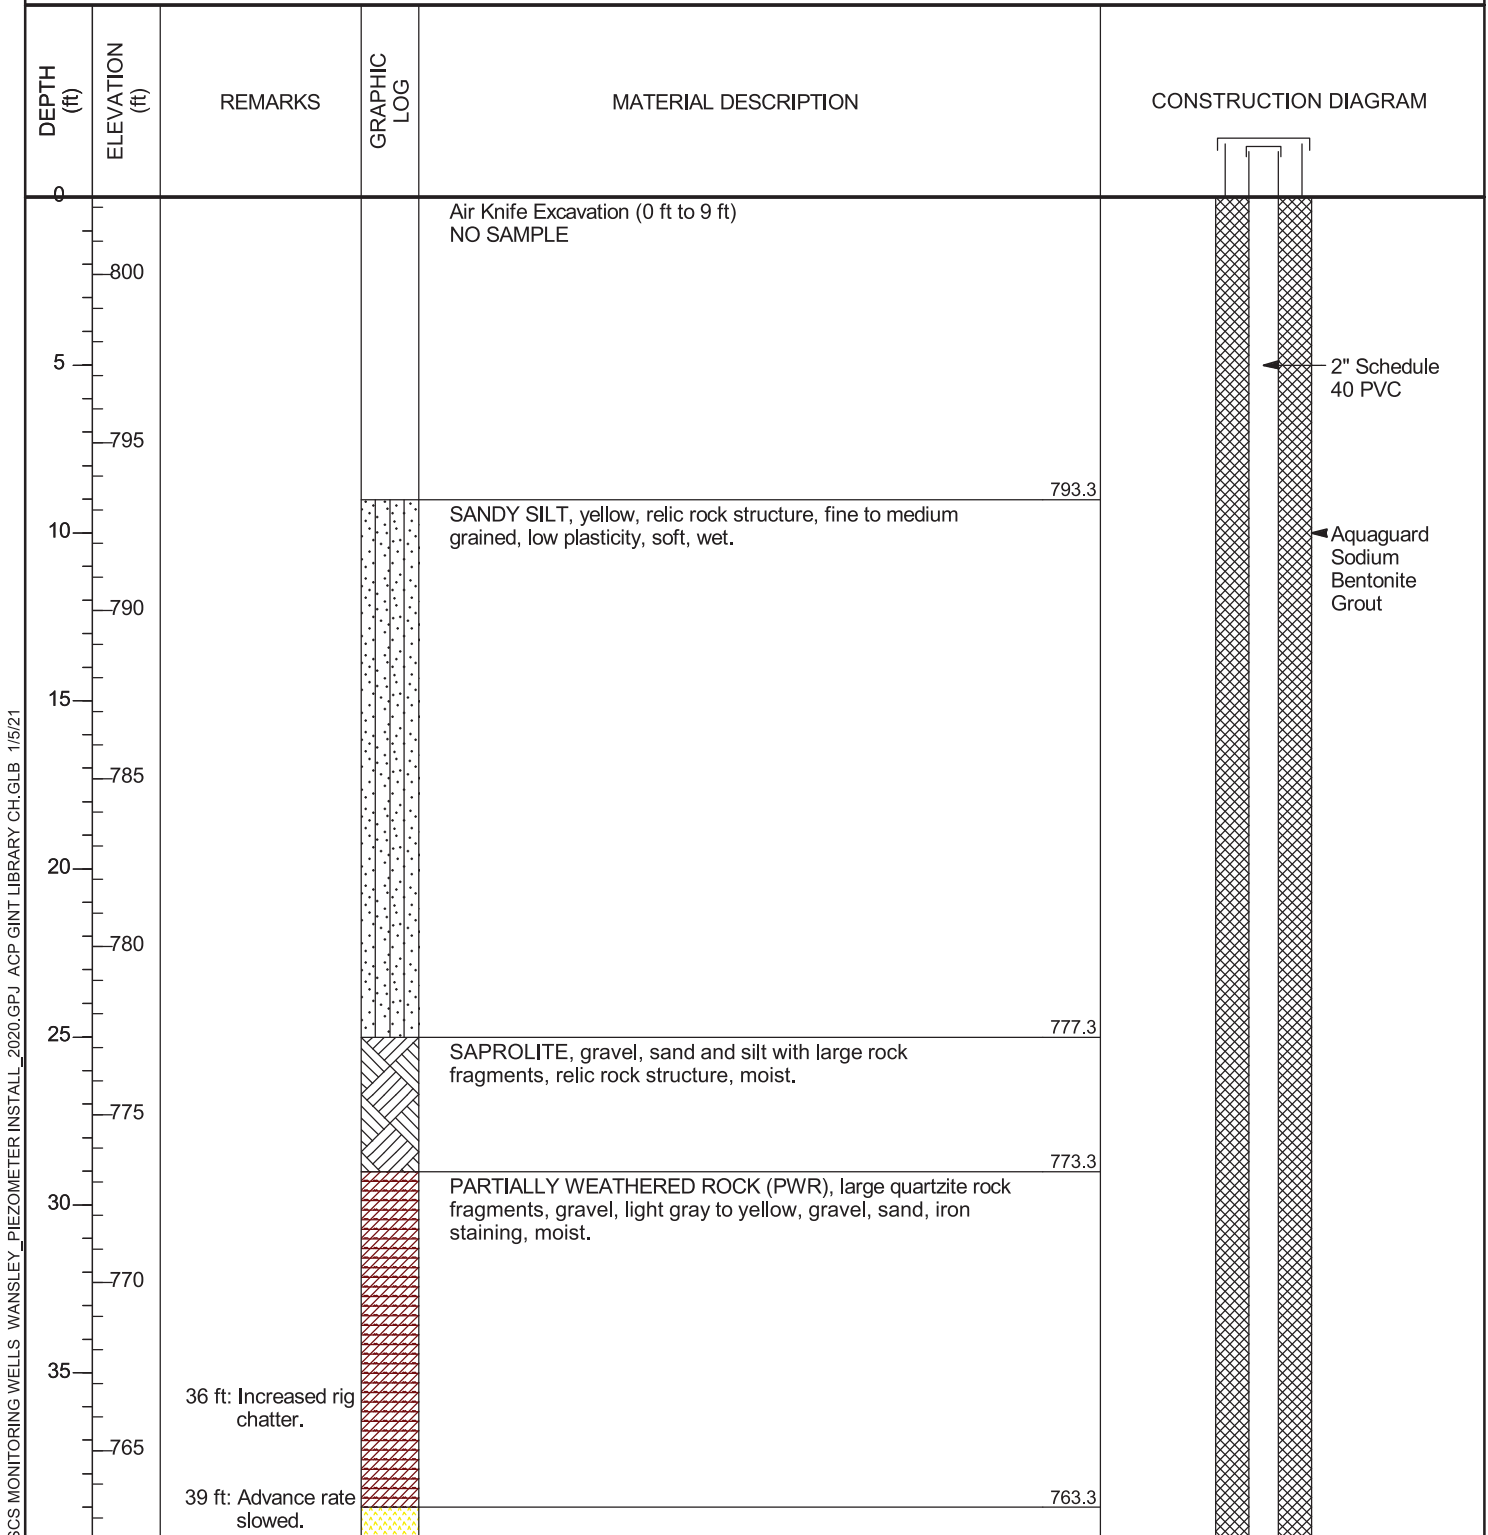 DEPTH
(ft)
ELEVATION
(ft)
REMARKS
GRAPHIC
LOG
MATERIAL DESCRIPTION
CONSTRUCTION DIAGRAM
0
Air Knife Excavation (0 ft to 9 ft)
NO SAMPLE
800
5
2" Schedule
40 PVC
795
793.3
SANDY SILT, yellow, relic rock structure, fine to medium
grained, low plasticity, soft, wet.
10
Aquaguard
Sodium
Bentonite
Grout
790
15
785
20
780
25
777.3
SAPROLITE, gravel, sand and silt with large rock
fragments, relic rock structure, moist.
775
773.3
PARTIALLY WEATHERED ROCK (PWR), large quartzite rock
fragments, gravel, light gray to yellow, gravel, sand, iron
staining, moist.
30
770
35
36 ft: Increased rig
chatter.
765
39 ft: Advance rate
slowed.
763.3
SCS MONITORING WELLS WANSLEY_PIEZOMETER INSTALL_2020.GPJ ACP GINT LIBRARY CH.GLB 1/5/21